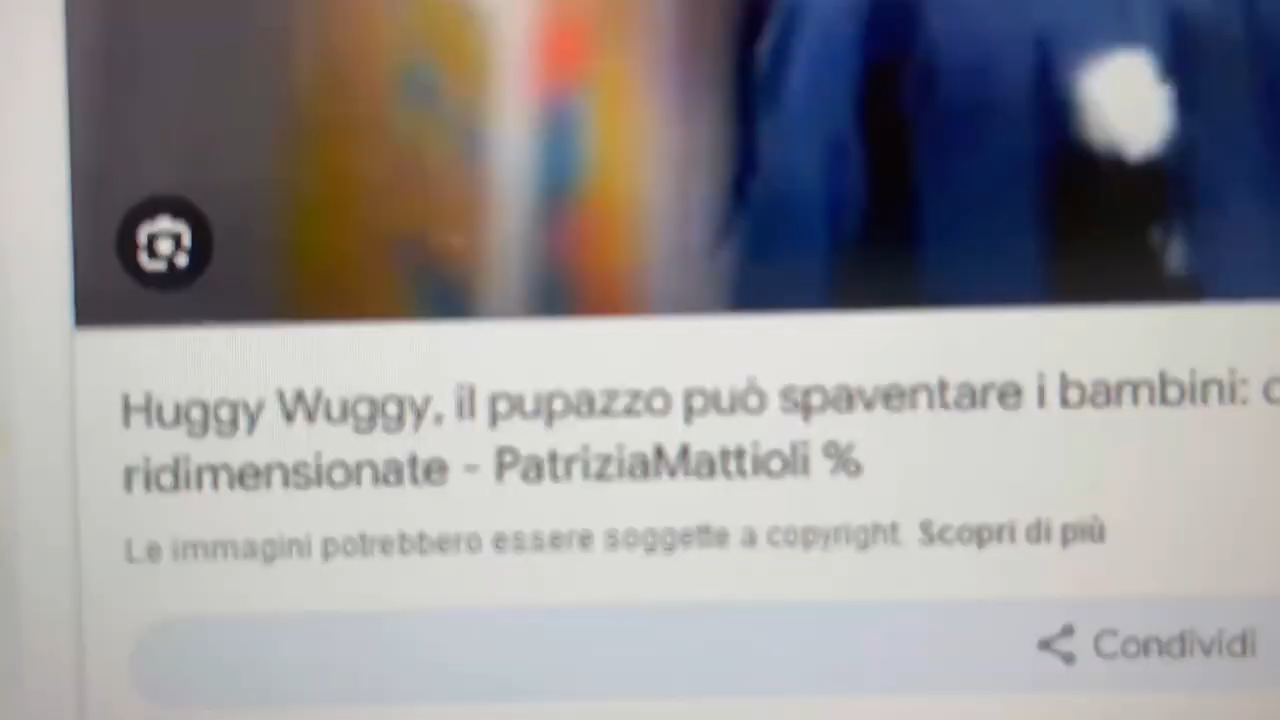 Huggy Wuggy, il pupazzo può spaventare i bambini:
ridimensionate - PatriziaMattioli %
Le immagini potrebbero essere soggette a copyright. Scopri di più
Condividi